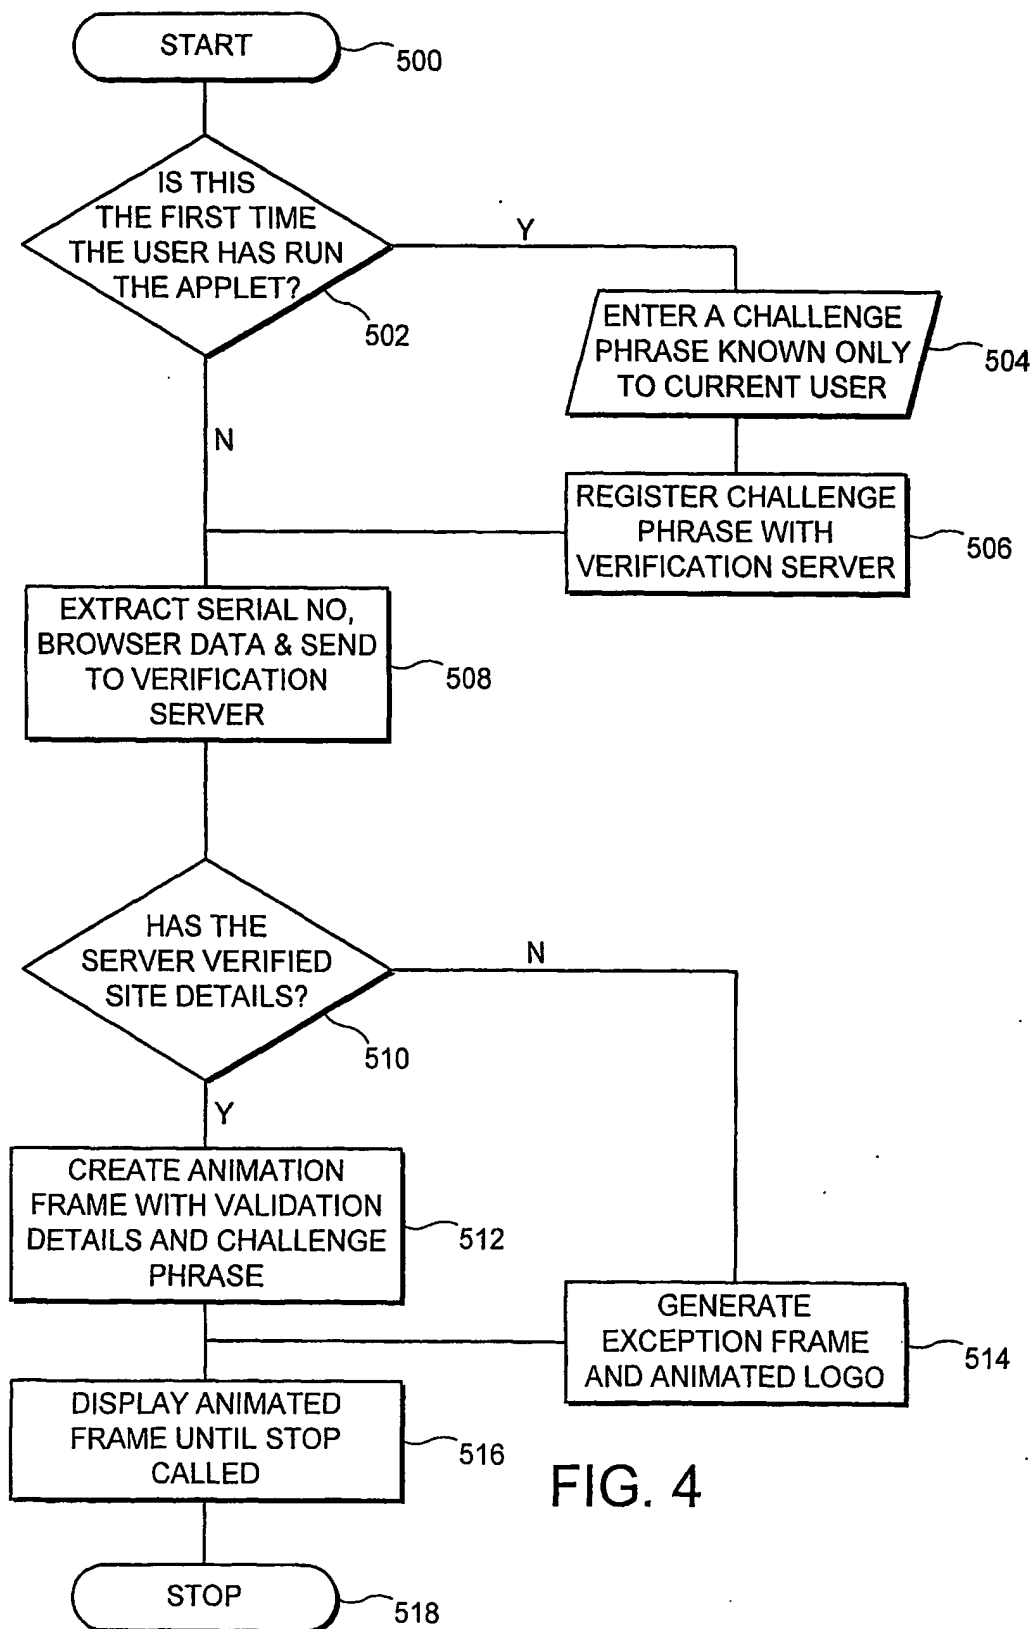 START
500
IS THIS
THE FIRST TIME
THE USER HAS RUN
THE APPLET?
502
Y
ENTER A CHALLENGE
PHRASE KNOWN ONLY
TO CURRENT USER
504
N
REGISTER CHALLENGE
PHRASE WITH
VERIFICATION SERVER
506
EXTRACT SERIAL NO,
BROWSER DATA & SEND
TO VERIFICATION
SERVER
508
HAS THE
SERVER VERIFIED
SITE DETAILS?
510
N
Y
CREATE ANIMATION
FRAME WITH VALIDATION
DETAILS AND CHALLENGE
PHRASE
512
GENERATE
EXCEPTION FRAME
AND ANIMATED LOGO
514
DISPLAY ANIMATED
FRAME UNTIL STOP
CALLED
516
FIG. 4
STOP
518